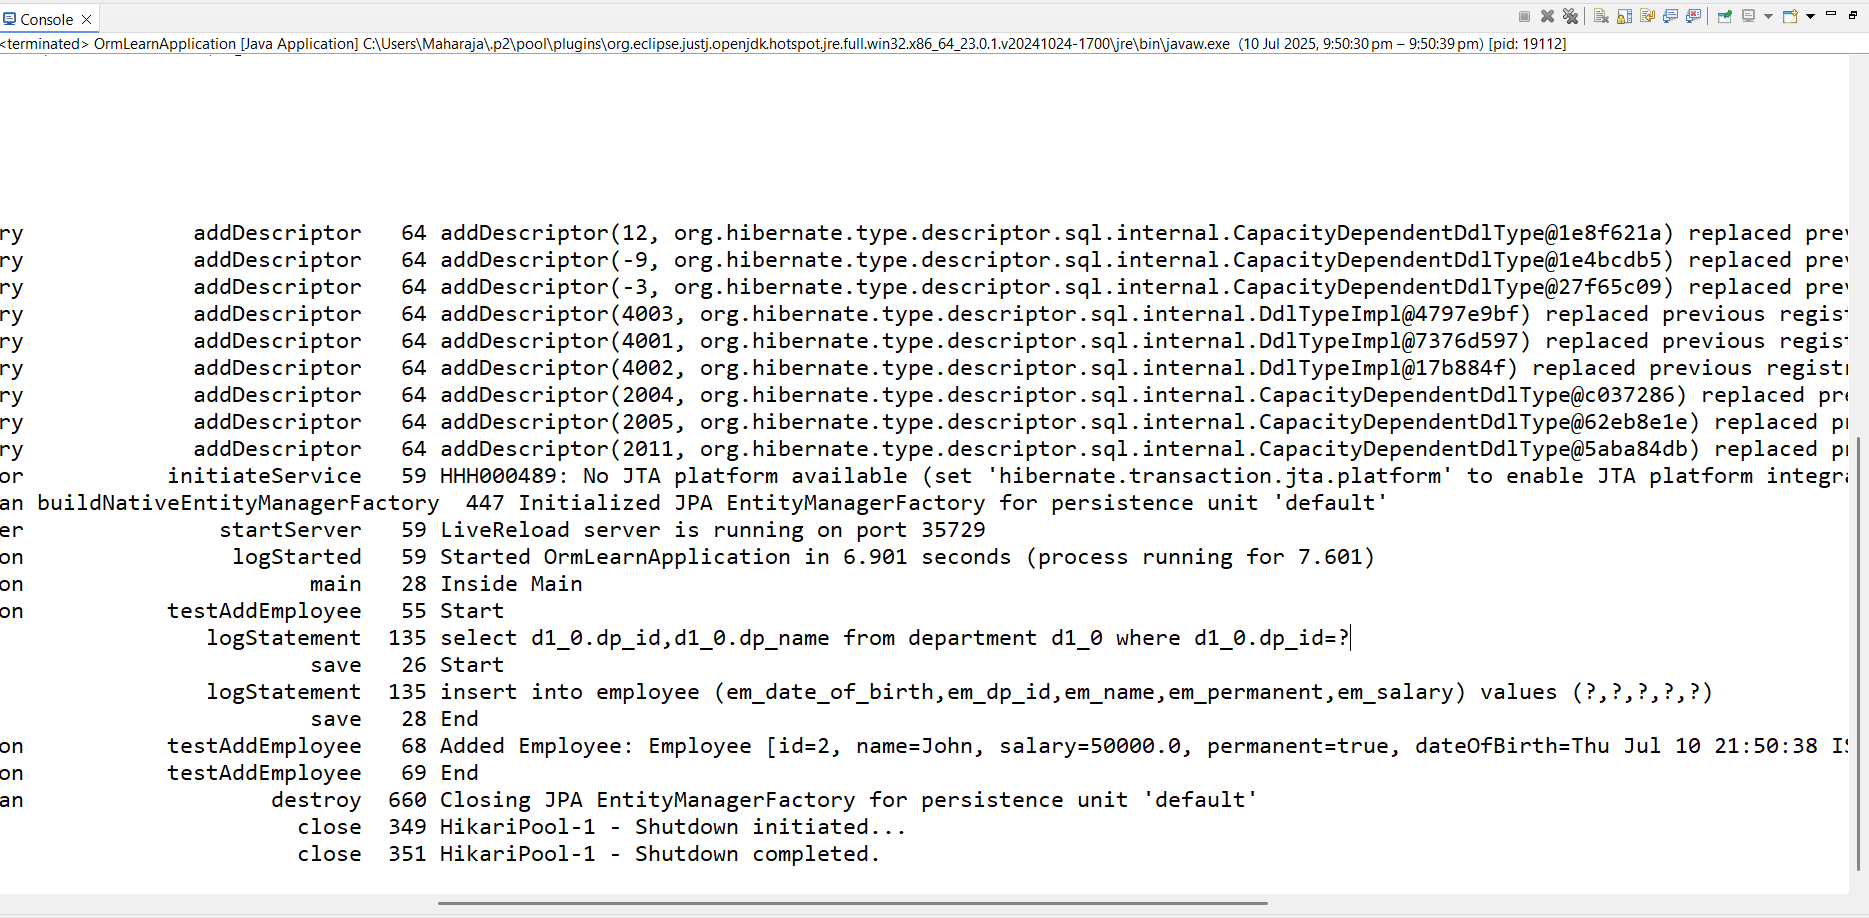 Console
<terminated> OrmLearnApplication [Java Application] C:\Users\Maharaja\.p2\pool\plugins\org.eclipse.justj.openjdk.hotspot.jre.full.win32.x86_64_23.0.1.v20241024-1700\jre\bin\javaw.exe (10 Jul 2025, 9:50:30 pm – 9:50:39 pm) [pid: 19112]
ry addDescriptor 64 addDescriptor(12, org.hibernate.type.descriptor.sql.internal.CapacityDependentDdlType@1e8f621a) replaced prev
ry addDescriptor 64 addDescriptor(-9, org.hibernate.type.descriptor.sql.internal.CapacityDependentDdlType@1e4bcdb5) replaced prev
ry addDescriptor 64 addDescriptor(-3, org.hibernate.type.descriptor.sql.internal.CapacityDependentDdlType@27f65c09) replaced prev
ry addDescriptor 64 addDescriptor(4003, org.hibernate.type.descriptor.sql.internal.DdlTypeImpl@4797e9bf) replaced previous regist
ry addDescriptor 64 addDescriptor(4001, org.hibernate.type.descriptor.sql.internal.DdlTypeImpl@7376d597) replaced previous regist
ry addDescriptor 64 addDescriptor(4002, org.hibernate.type.descriptor.sql.internal.DdlTypeImpl@17b884f) replaced previous registr
ry addDescriptor 64 addDescriptor(2004, org.hibernate.type.descriptor.sql.internal.CapacityDependentDdlType@c037286) replaced pre
ry addDescriptor 64 addDescriptor(2005, org.hibernate.type.descriptor.sql.internal.CapacityDependentDdlType@62eb8e1e) replaced pr
ry addDescriptor 64 addDescriptor(2011, org.hibernate.type.descriptor.sql.internal.CapacityDependentDdlType@5aba84db) replaced pr
or initiateService 59 HHH000489: No JTA platform available (set 'hibernate.transaction.jta.platform' to enable JTA platform integra
an buildNativeEntityManagerFactory 447 Initialized JPA EntityManagerFactory for persistence unit 'default'
er startServer 59 LiveReload server is running on port 35729
on logStarted 59 Started OrmLearnApplication in 6.901 seconds (process running for 7.601)
on main 28 Inside Main
on testAddEmployee 55 Start
logStatement 135 select d1_0.dp_id,d1_0.dp_name from department d1_0 where d1_0.dp_id=?
save 26 Start
logStatement 135 insert into employee (em_date_of_birth,em_dp_id,em_name,em_permanent,em_salary) values (?,?,?,?,?)
save 28 End
on testAddEmployee 68 Added Employee: Employee [id=2, name=John, salary=50000.0, permanent=true, dateOfBirth=Thu Jul 10 21:50:38 IS
on testAddEmployee 69 End
an destroy 660 Closing JPA EntityManagerFactory for persistence unit 'default'
close 349 HikariPool-1 - Shutdown initiated...
close 351 HikariPool-1 - Shutdown completed.